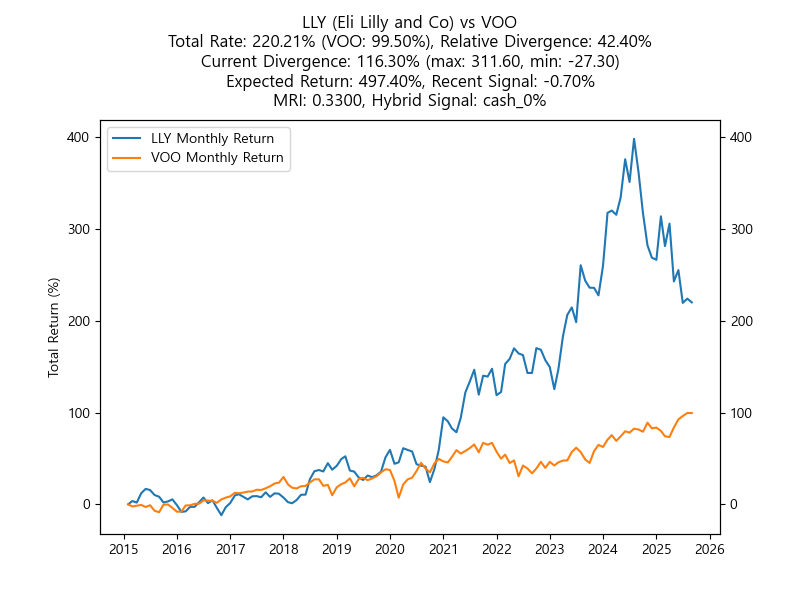 LLY (Eli Lilly and Co) vs VOO
Total Rate: 220.21% (VOO: 99.50%), Relative Divergence: 42.40%
Current Divergence: 116.30% (max: 311.60, min: -27.30)
Expected Return: 497.40%, Recent Signal: -0.70%
MRI: 0.3300, Hybrid Signal: cash_0%
LLY Monthly Return
VOO Monthly Return
Total Return (%)
400
300
200
100
0
400
300
200
100
0
2015 2016 2017 2018 2019 2020 2021 2022 2023 2024 2025 2026